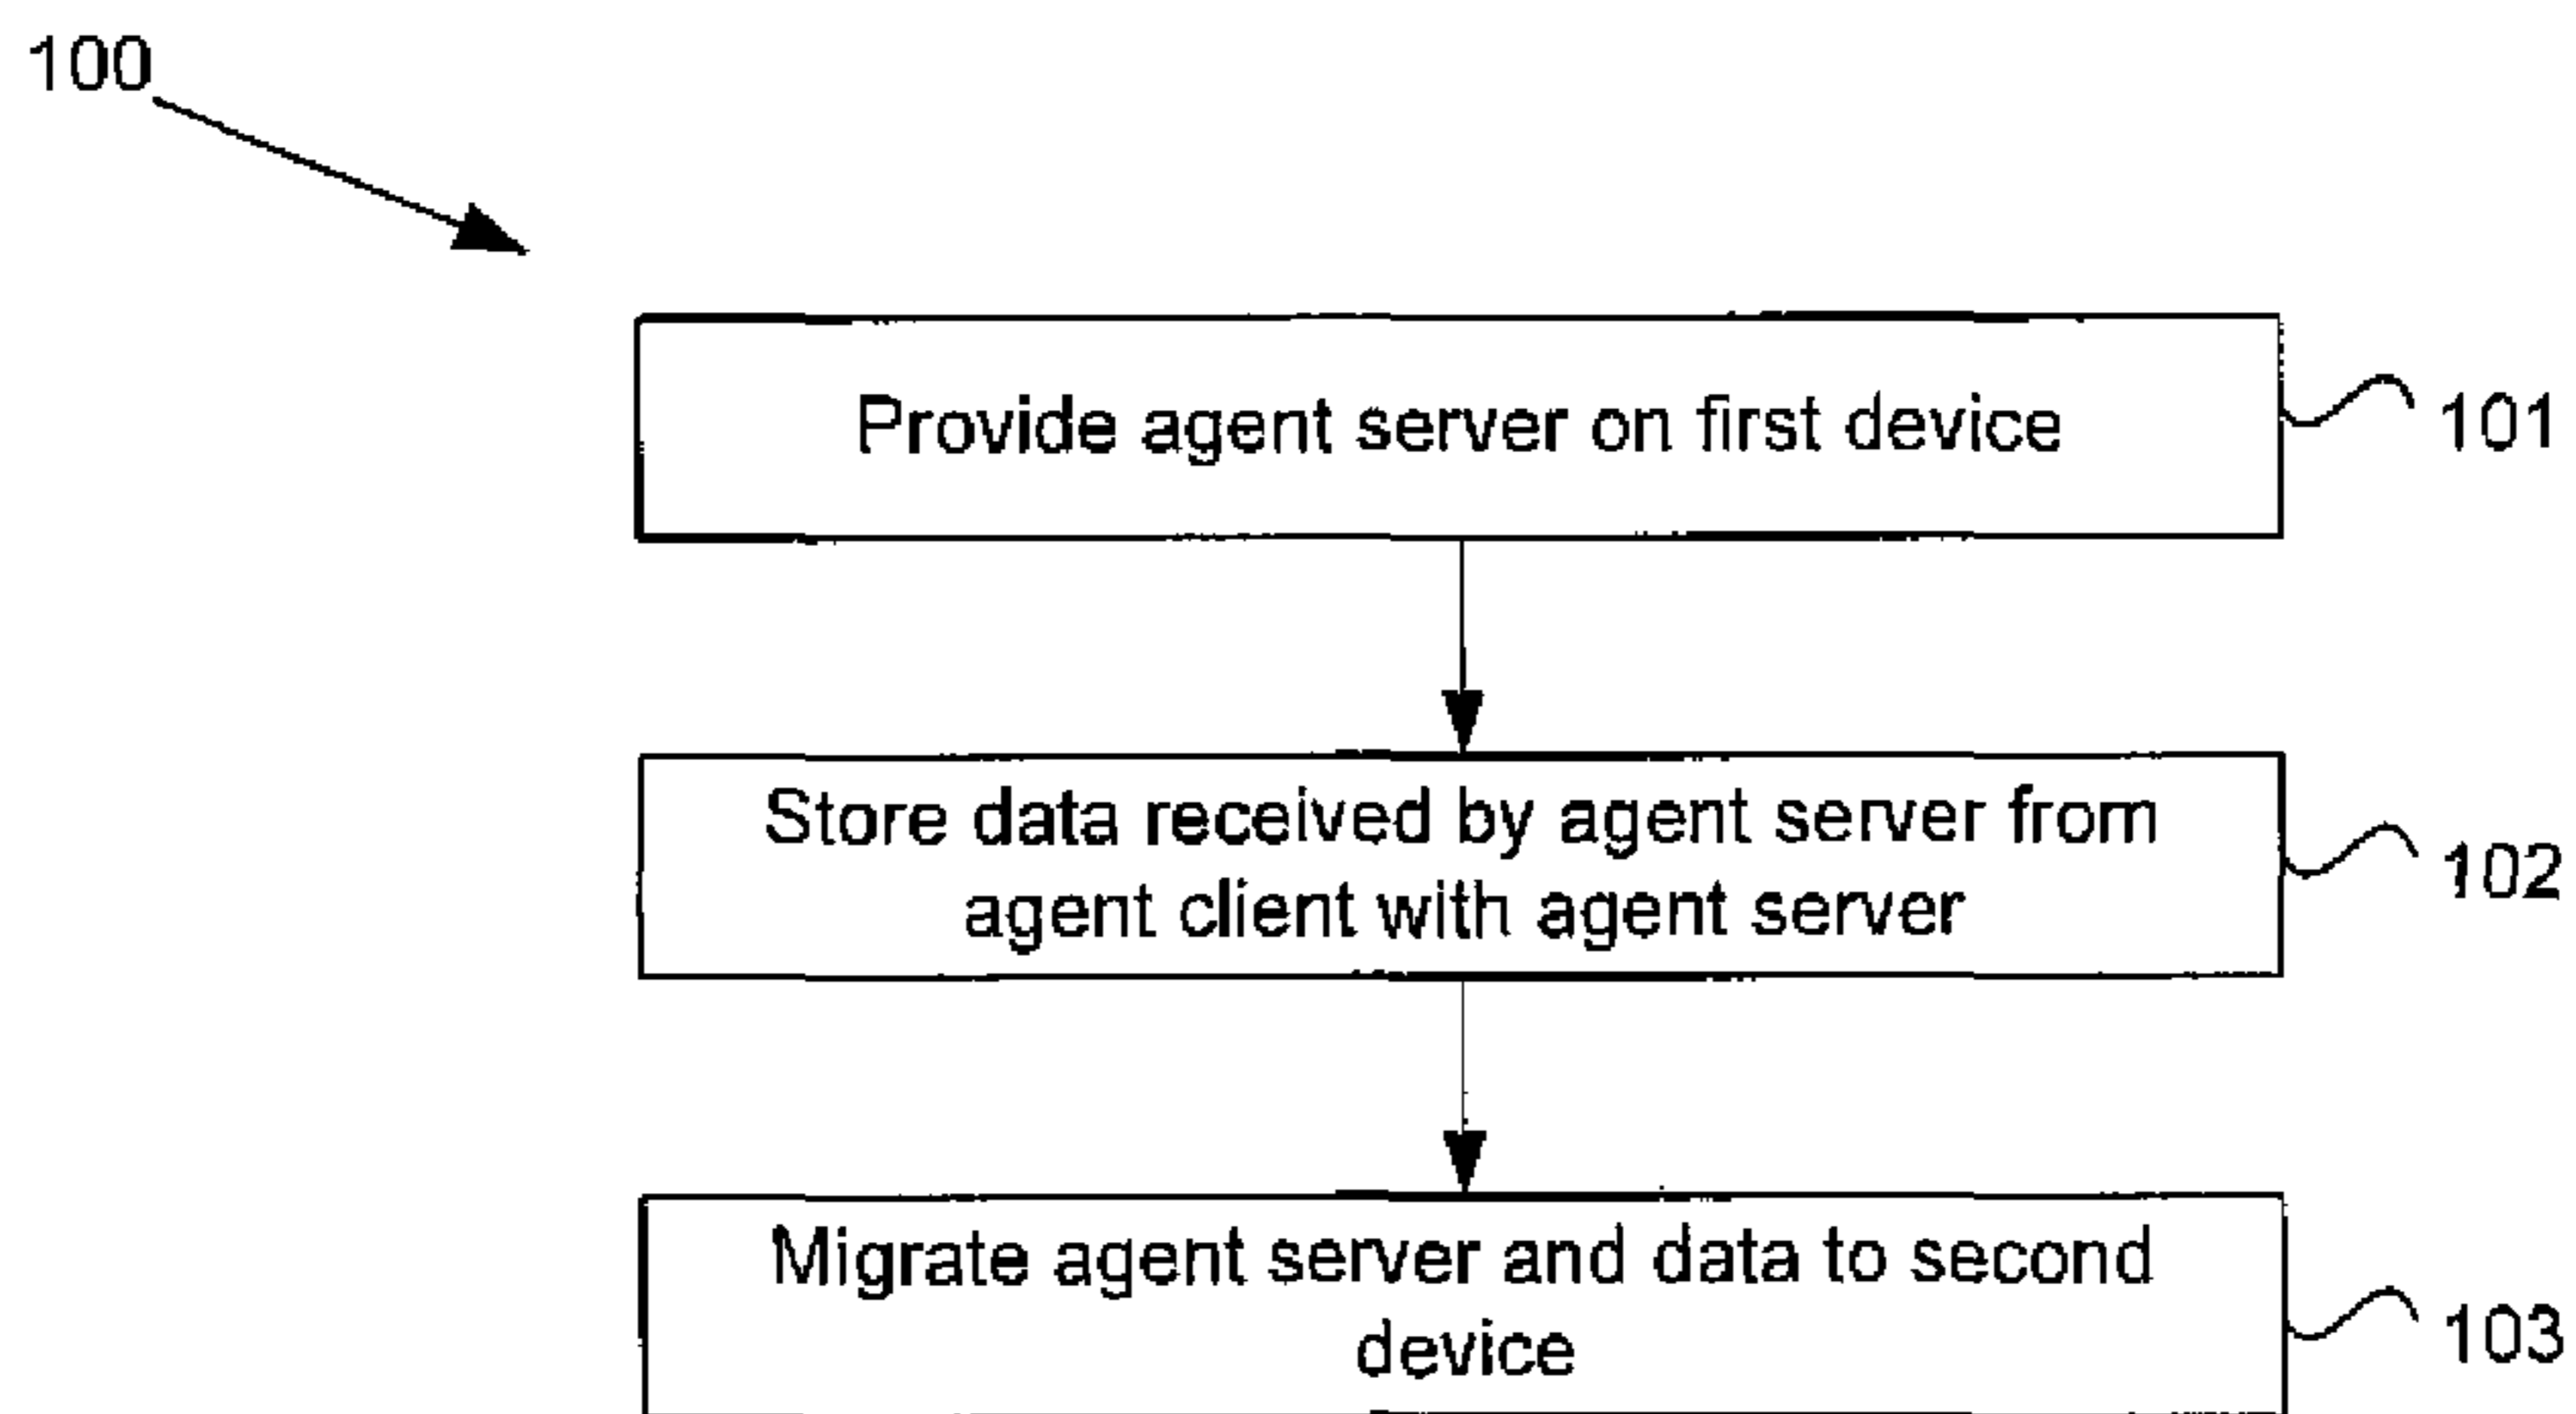 100
Provide agent server on first device
101
Store data received by agent server from
agent client with agent server
102
Migrate agent server and data to second
device
103